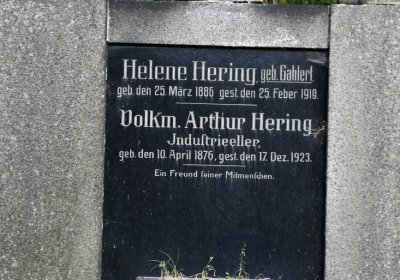 Helene Hering, geb. Gahlert.
geb. den 25. März 1886 gest. den 25. Feber 1910.
Volkm. Arthur Hering
Industrieeller.
geb. den 10. April 1876, gest. den 17. Dez. 1923.
Ein Freund seiner Mitmenschen.